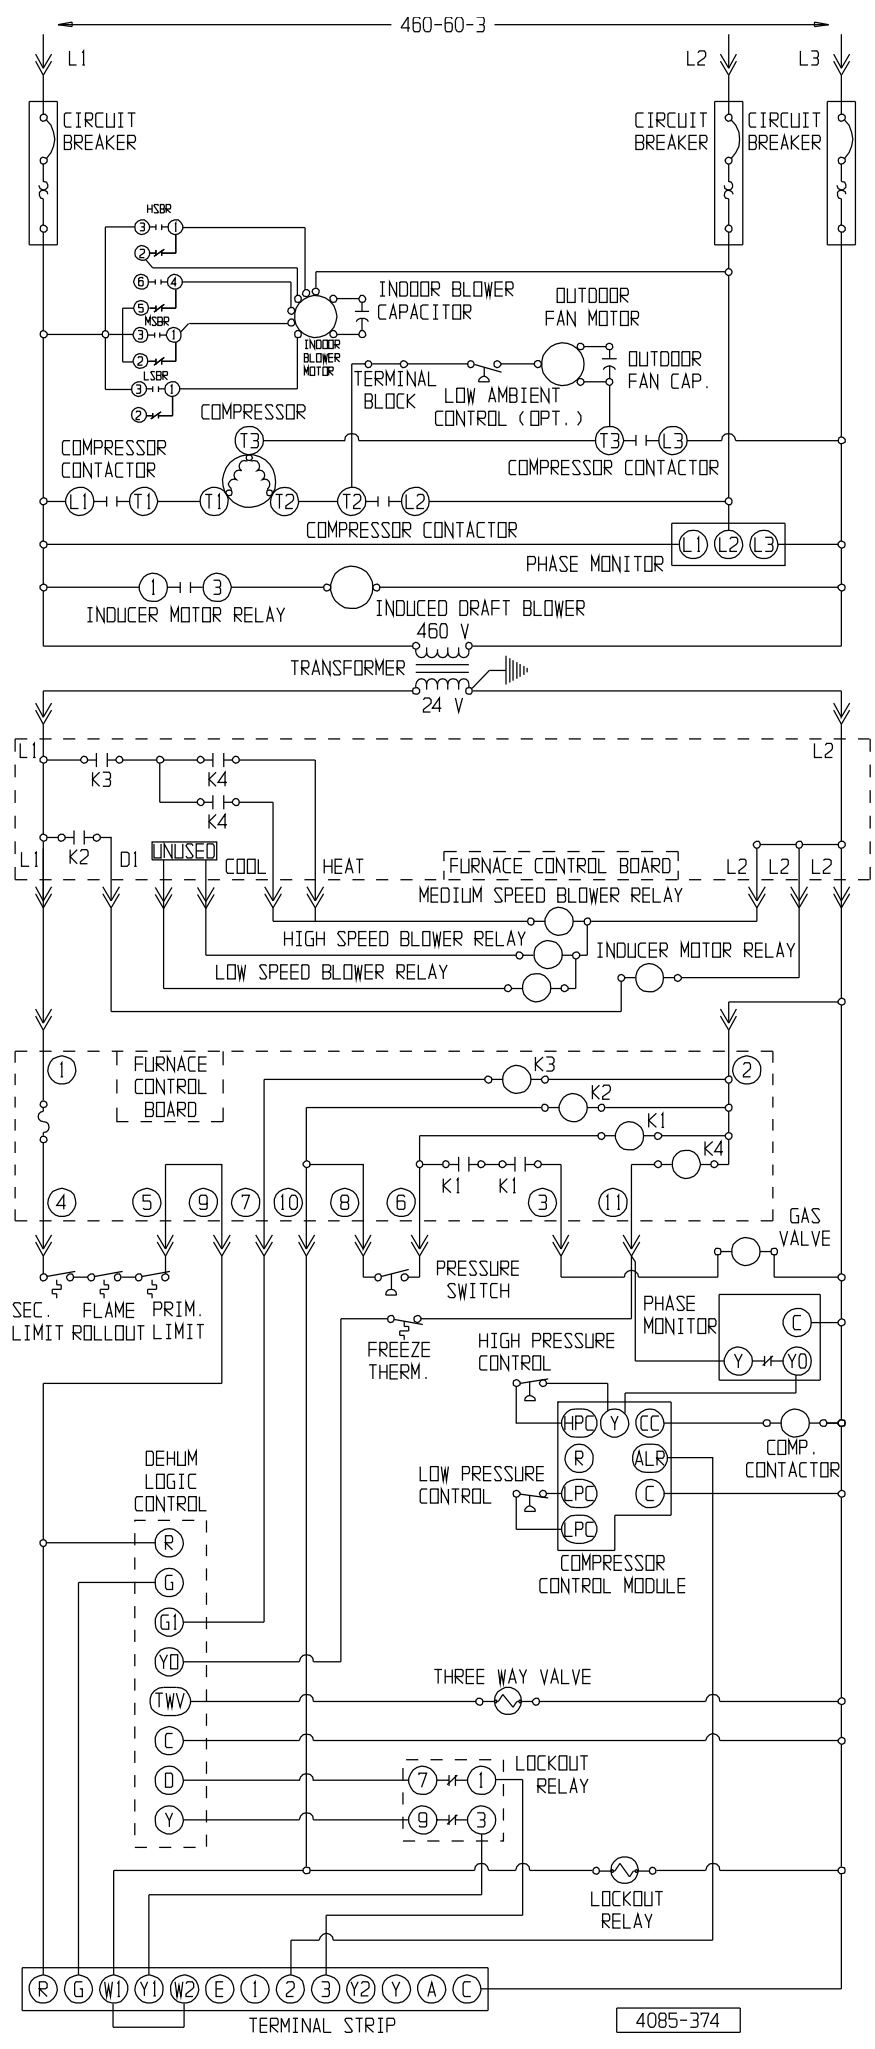 460-60-3
L1
L2
L3
CIRCUIT
BREAKER
CIRCUIT
BREAKER
CIRCUIT
BREAKER
HSBR
3 1
2
6 4
5
MSBR
3 1
2
LSBR
3 1
2
INDOOR
BLOWER
MOTOR
INDOOR BLOWER
CAPACITOR
OUTDOOR
FAN MOTOR
OUTDOOR
FAN CAP.
TERMINAL
BLOCK
LOW AMBIENT
CONTROL (OPT.)
COMPRESSOR
T3
T3 L3
COMPRESSOR CONTACTOR
COMPRESSOR
CONTACTOR
L1 T1 T1 T2 T2 L2
COMPRESSOR CONTACTOR
PHASE MONITOR
L1 L2 L3
1 3
INDUCER MOTOR RELAY
INDUCED DRAFT BLOWER
460 V
TRANSFORMER
24 V
L1
L2
K3
K4
K4
K2
L1
D1
UNUSED
COOL
HEAT
FURNACE CONTROL BOARD
L2 L2 L2
MEDIUM SPEED BLOWER RELAY
HIGH SPEED BLOWER RELAY
INDUCER MOTOR RELAY
LOW SPEED BLOWER RELAY
1
FURNACE
CONTROL
BOARD
2
K3
K2
K1
K4
K1 K1
4 5 9 7 10 8 6 3 11
GAS
VALVE
SEC.
LIMIT
FLAME
ROLLOUT
PRIM.
LIMIT
PRESSURE
SWITCH
FREEZE
THERM.
PHASE
MONITOR
C
Y YO
HIGH PRESSURE
CONTROL
HPC Y CC
R ALR
LPC C
LPC
LOW PRESSURE
CONTROL
COMP.
CONTACTOR
COMPRESSOR
CONTROL MODULE
DEHUM
LOGIC
CONTROL
R
G
G1
YO
TWV
C
D
Y
THREE WAY VALVE
7 1
9 3
LOCKOUT
RELAY
LOCKOUT
RELAY
R G W1 Y1 W2 E 1 2 3 Y2 Y A C
TERMINAL STRIP
4085-374